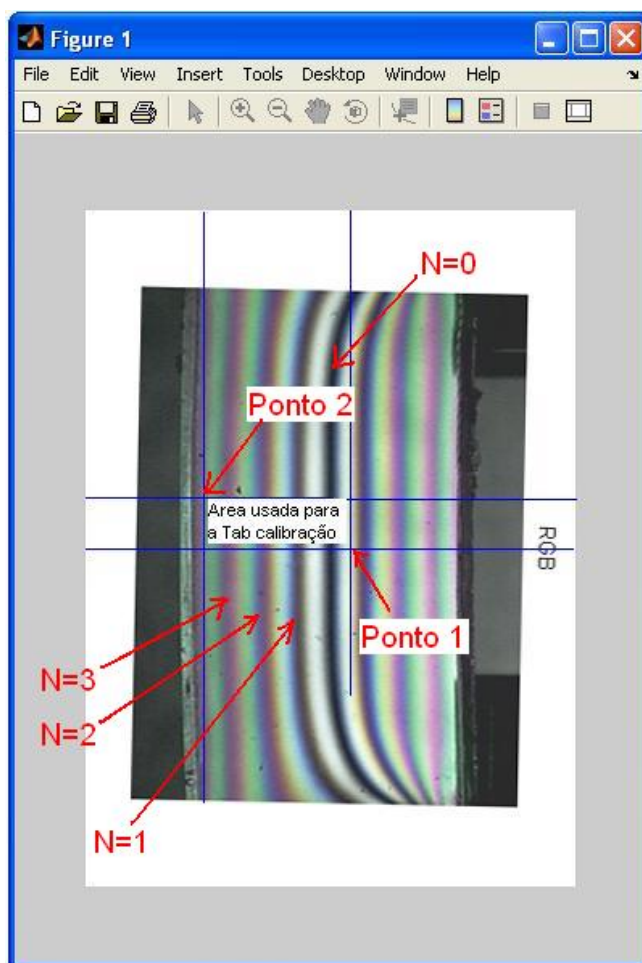 Figure 1
File Edit View Insert Tools Desktop Window Help
N=0
Ponto 2
Area usada para
a Tab calibração
RGB
Ponto 1
N=3
N=2
N=1